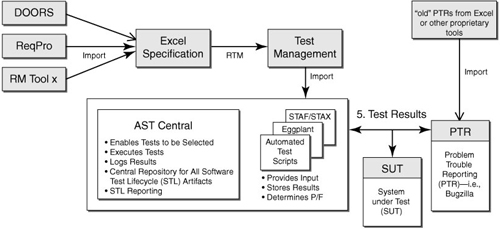 DOORS
ReqPro
RM Tool x
Import
Excel
Specification
RTM
Test
Management
Import
"old" PTRs from Excel
or other proprietary
tools
Import
AST Central
• Enables Tests to be Selected
• Executes Tests
• Logs Results
• Central Repository for All Software
Test Lifecycle (STL) Artifacts
• STL Reporting
STAF/STAX
Eggplant
Automated
Test
Scripts
• Provides Input
• Stores Results
• Determines P/F
5. Test Results
SUT
System
under Test
(SUT)
PTR
Problem
Trouble
Reporting
(PTR)—i.e.,
Bugzilla